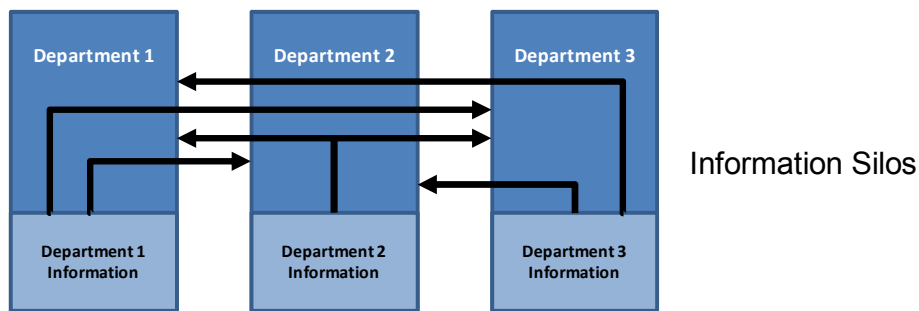 Department 1
Department 2
Department 3
Information Silos
Department 1
Information
Department 2
Information
Department 3
Information